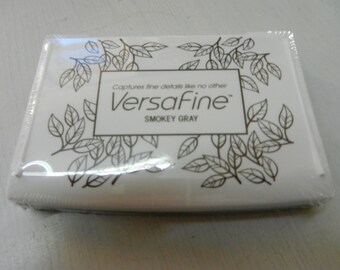 Captures fine details like no other
VersaFine™
SMOKEY GRAY